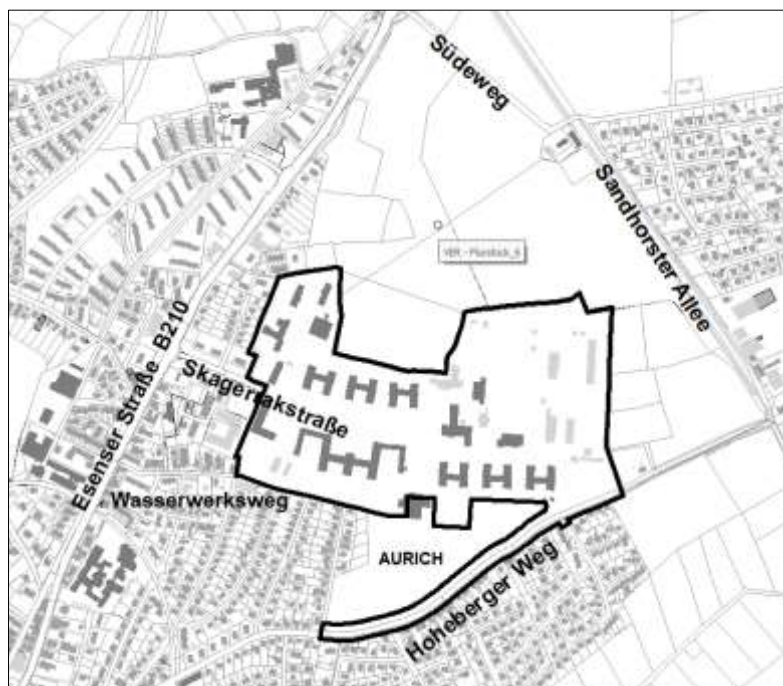 Südeweg
Sandhorster Allee
Esenser Straße B210
Skagerrakstraße
Wasserwerksweg
AURICH
Hoheberger Weg